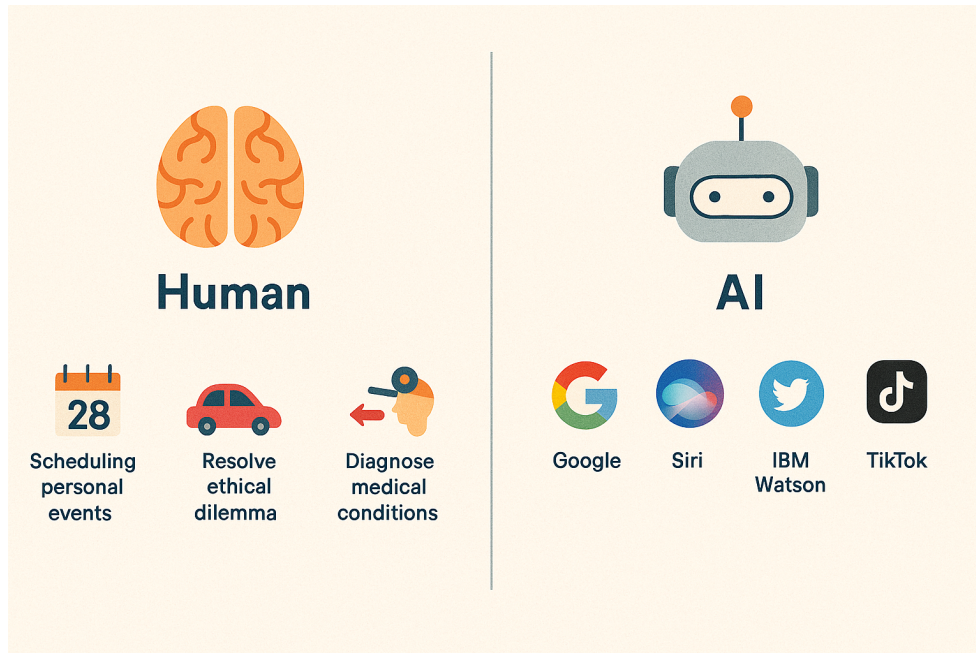 Human
28
Scheduling
personal
events
Resolve
ethical
dilemma
Diagnose
medical
conditions
AI
G
Google
Siri
IBM
Watson
TikTok